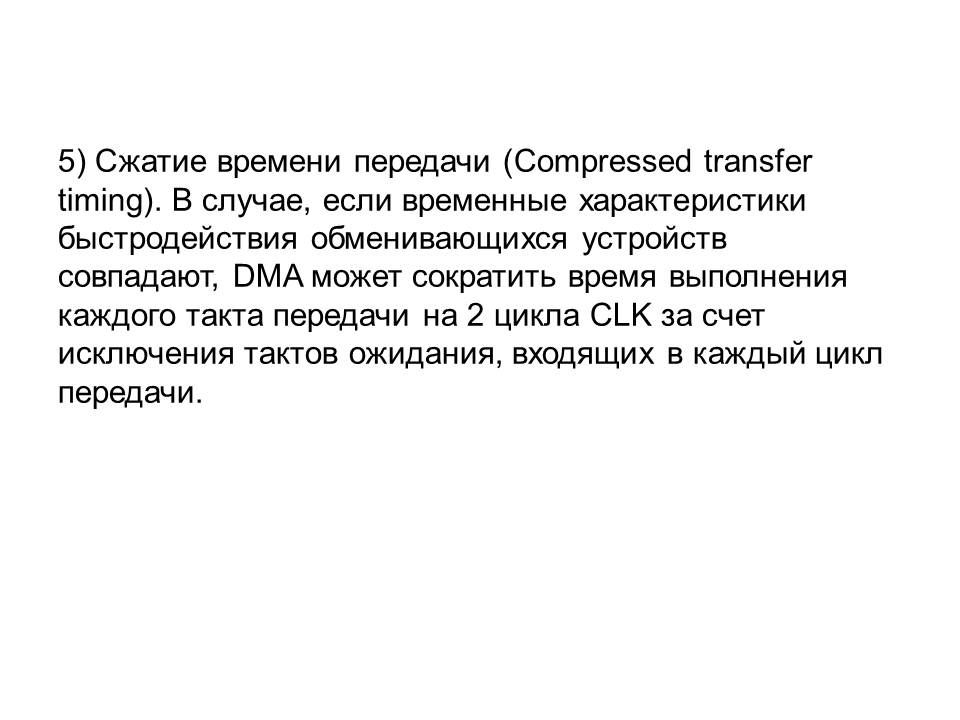 5) Сжатие времени передачи (Compressed transfer
timing). В случае, если временные характеристики
быстродействия обменивающихся устройств
совпадают, DMA может сократить время выполнения
каждого такта передачи на 2 цикла CLK за счет
исключения тактов ожидания, входящих в каждый цикл
передачи.